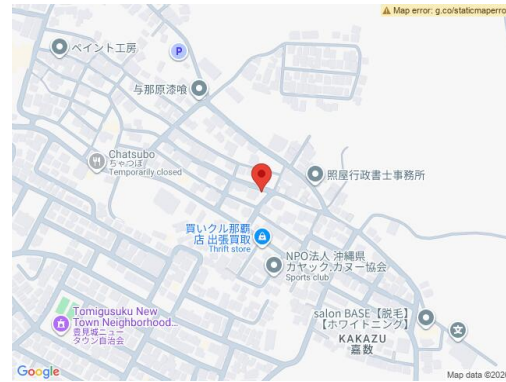 Map error: g.co/staticmaperro
ペイント工房
P
与那原漆喰
Chatsubo
ちゃつぼ
Temporarily closed
照屋行政書士事務所
買いクル那覇
店 出張買取
Thrift store
NPO法人 沖縄県
カヤック.カヌー協会
Sports club
Tomigusuku New
Town Neighborhood...
豊見城ニュー
タウン自治会
salon BASE【脱毛】
【ホワイトニング】
KAKAZU
嘉数
文
Google
Map data ©2026